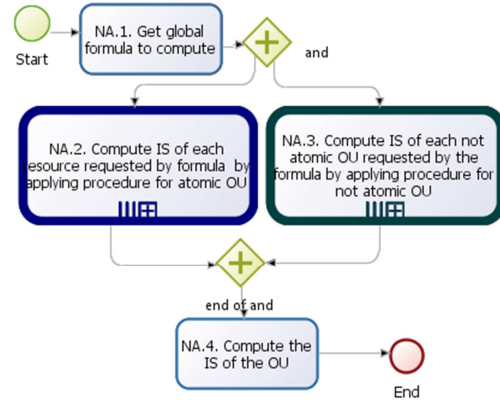 Start
NA.1. Get global
formula to compute
and
NA.2. Compute IS of each
resource requested by formula by
applying procedure for atomic OU
NA.3. Compute IS of each not
atomic OU requested by the
formula by applying procedure for
not atomic OU
end of and
NA.4. Compute the
IS of the OU
End